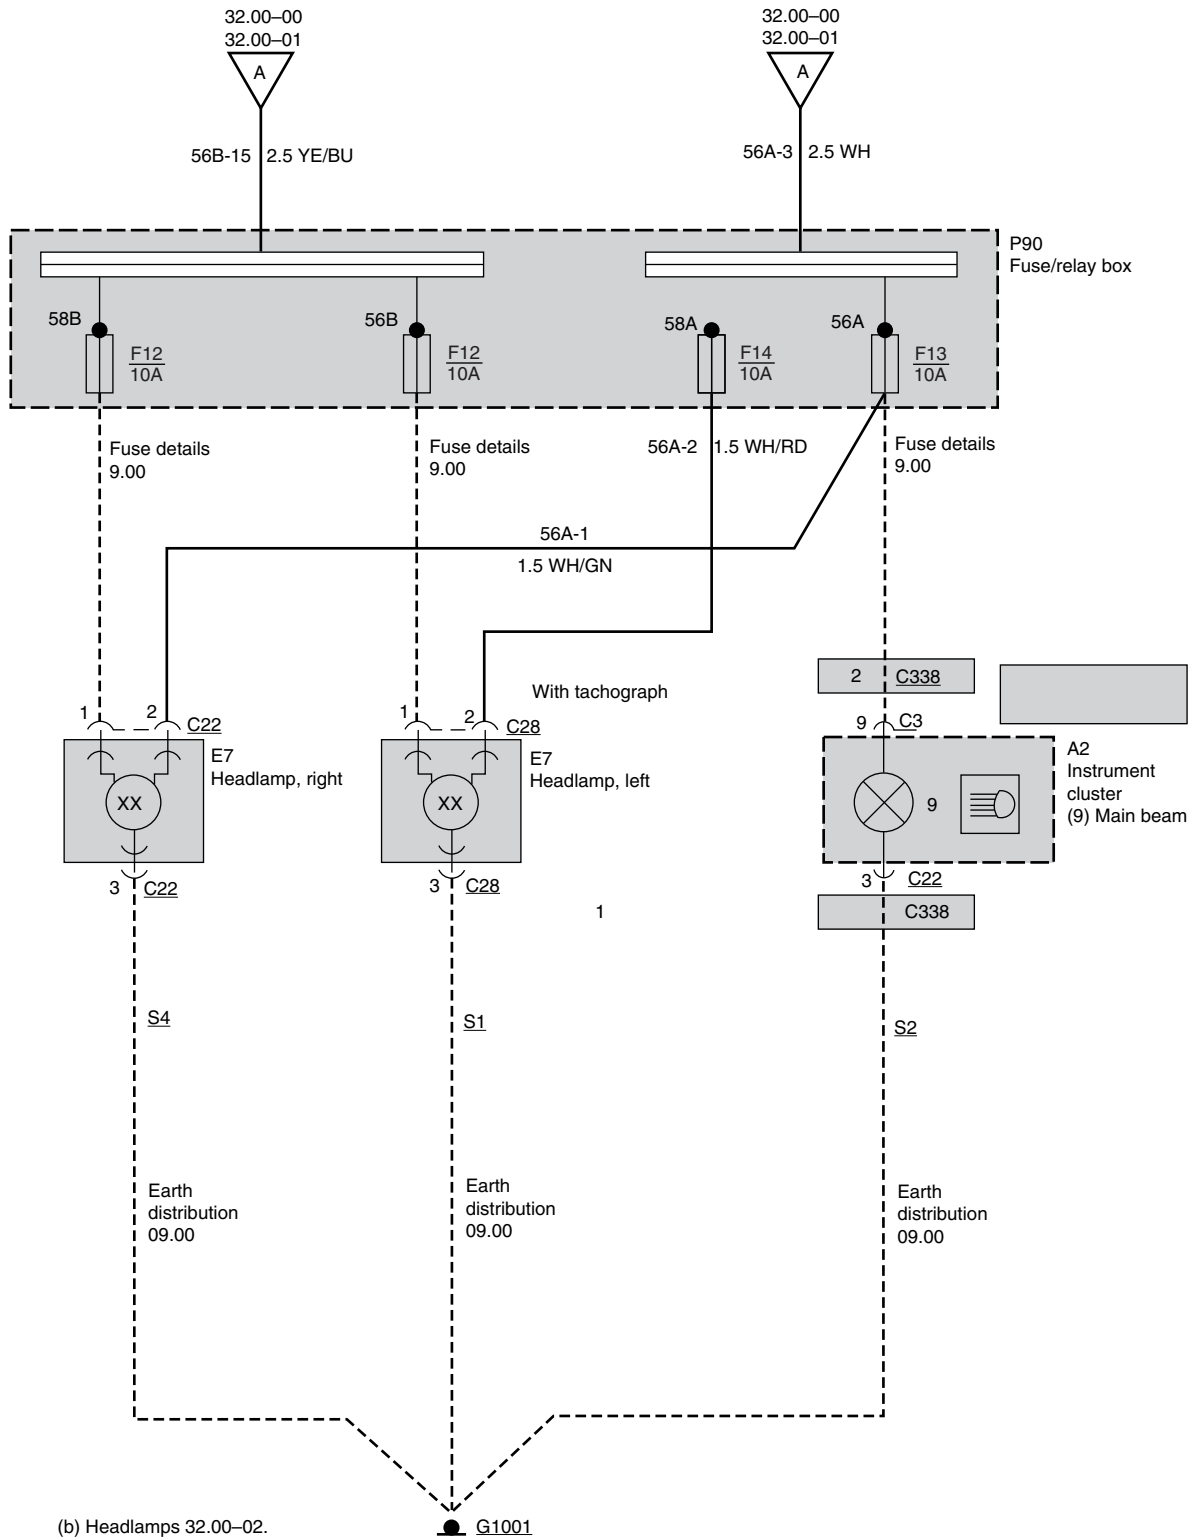 32.00–00
32.00–01
A
32.00–00
32.00–01
A
56B-15 2.5 YE/BU
56A-3 2.5 WH
P90
Fuse/relay box
58B
F12
10A
56B
F12
10A
58A
F14
10A
56A
F13
10A
Fuse details
9.00
Fuse details
9.00
56A-2 1.5 WH/RD
Fuse details
9.00
56A-1
1.5 WH/GN
With tachograph
2 C338
1 2 C22
E7
Headlamp, right
XX
3 C22
1 2 C28
E7
Headlamp, left
XX
3 C28
9 C3
A2
Instrument
cluster
(9) Main beam
9
3 C22
C338
1
S4
S1
S2
Earth
distribution
09.00
Earth
distribution
09.00
Earth
distribution
09.00
(b) Headlamps 32.00–02.
G1001